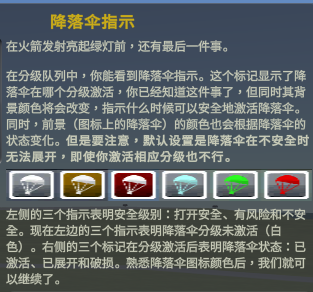 降落伞指示
在火箭发射亮起绿灯前，还有最后一件事。
在分级队列中，你能看到降落伞指示。这个标记显示了降
落伞在哪个分级激活，你已经知道这件事了，但同时其背
景颜色将会改变，指示什么时候可以安全地激活降落伞。
同时，前景（图标上的降落伞）的颜色也会根据降落伞的
状态变化。但是要注意，默认设置是降落伞在不安全时
无法展开，即使你激活相应分级也不行。
左侧的三个指示表明安全级别：打开安全、有风险和不安
全。现在左边的三个指示表明降落伞分级未激活（白
色）。右侧的三个标记在分级激活后表明降落伞状态：已
激活、已展开和破损。熟悉降落伞图标颜色后，我们就可
以继续了。